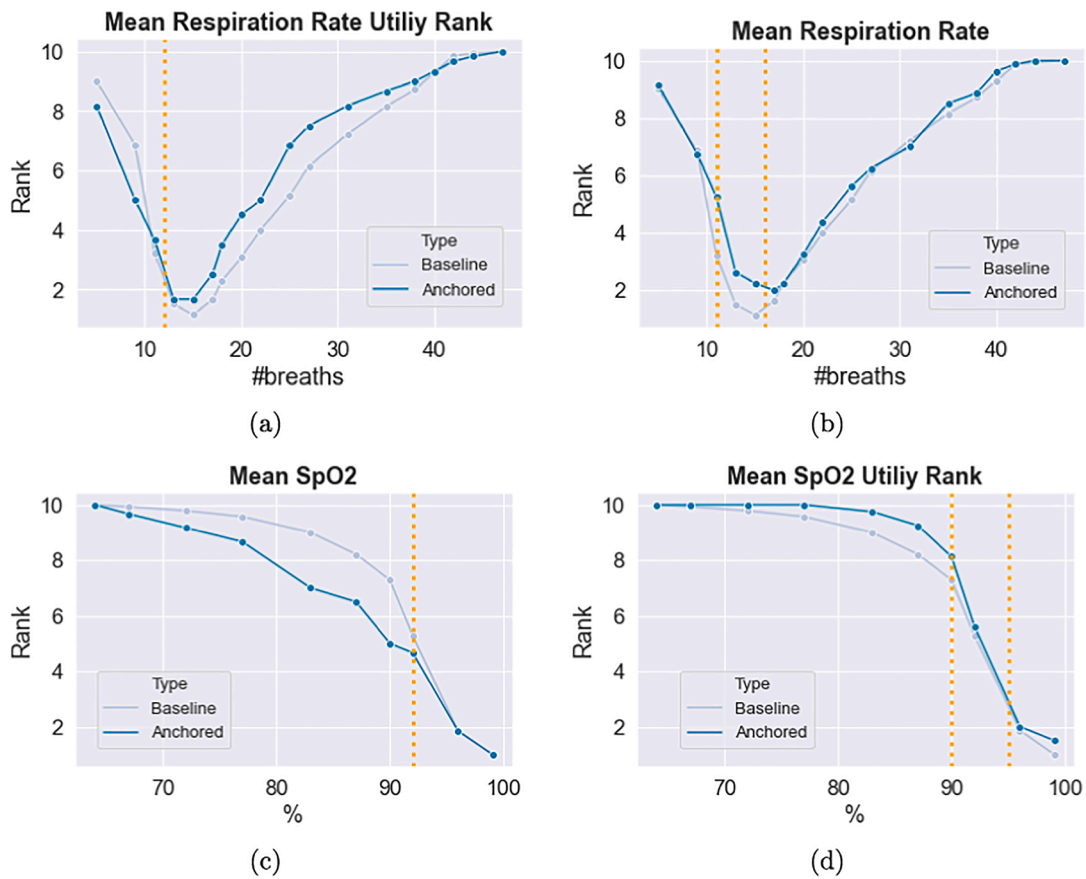 Mean Respiration Rate Utiliy Rank
10
8
6
4
2
Rank
Type
Baseline
Anchored
10 20 30 40
#breaths
(a)
Mean Respiration Rate
10
8
6
4
2
Rank
Type
Baseline
Anchored
10 20 30 40
#breaths
(b)
Mean SpO2
10
8
6
4
2
Rank
Type
Baseline
Anchored
70 80 90 100
%
(c)
Mean SpO2 Utiliy Rank
10
8
6
4
2
Rank
Type
Baseline
Anchored
70 80 90 100
%
(d)